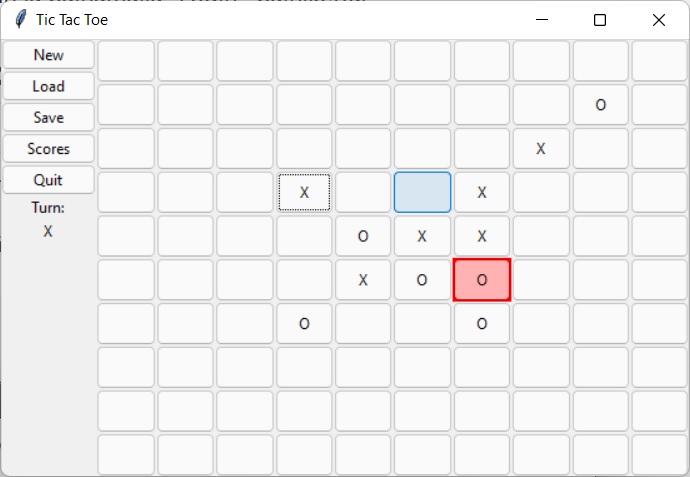 Tic Tac Toe
New
Load
Save
Scores
Quit
Turn:
X
O
X
X X
O X X
X O O
O O